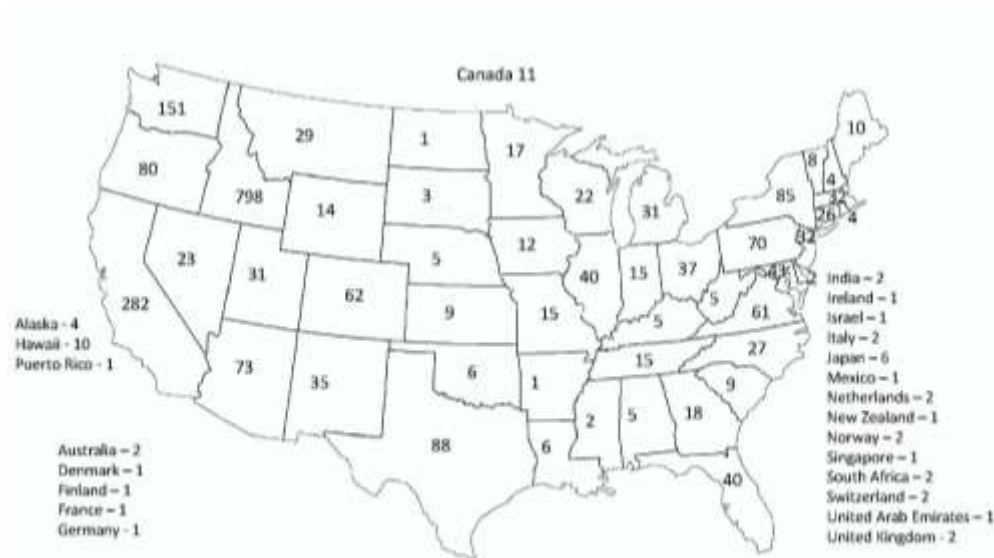 Canada 11
10
151
29
1
17
8
4
80
22
85
798
14
3
31
26
4
32
12
70
23
31
5
40
15
37
62
5
282
9
15
61
5
27
73
35
6
1
15
9
2
5
18
88
6
40
Alaska - 4
Hawaii - 10
Puerto Rico - 1
Australia – 2
Denmark – 1
Finland – 1
France – 1
Germany - 1
India – 2
Ireland – 1
Israel – 1
Italy – 2
Japan – 6
Mexico – 1
Netherlands – 2
New Zealand – 1
Norway – 2
Singapore – 1
South Africa – 2
Switzerland – 2
United Arab Emirates – 1
United Kingdom - 2